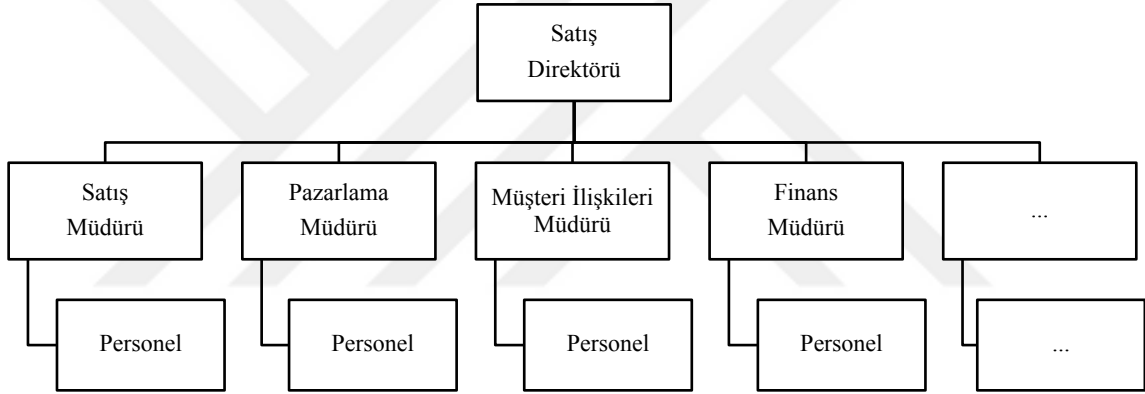 Satış
Direktörü
Satış
Müdürü
Pazarlama
Müdürü
Müşteri İlişkileri
Müdürü
Finans
Müdürü
...
Personel
Personel
Personel
Personel
...